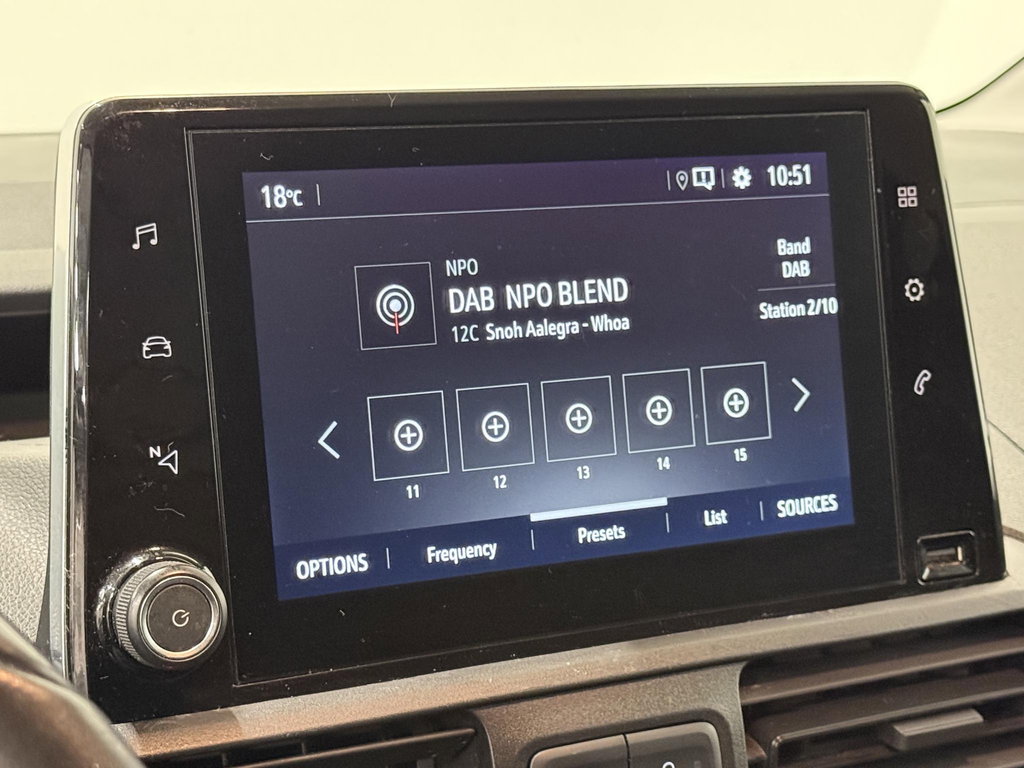 18°C
10:51
NPO
DAB NPO BLEND
12C Snoh Aalegra - Whoa
Band
DAB
Station 2/10
11 12 13 14 15
OPTIONS Frequency Presets List SOURCES
N